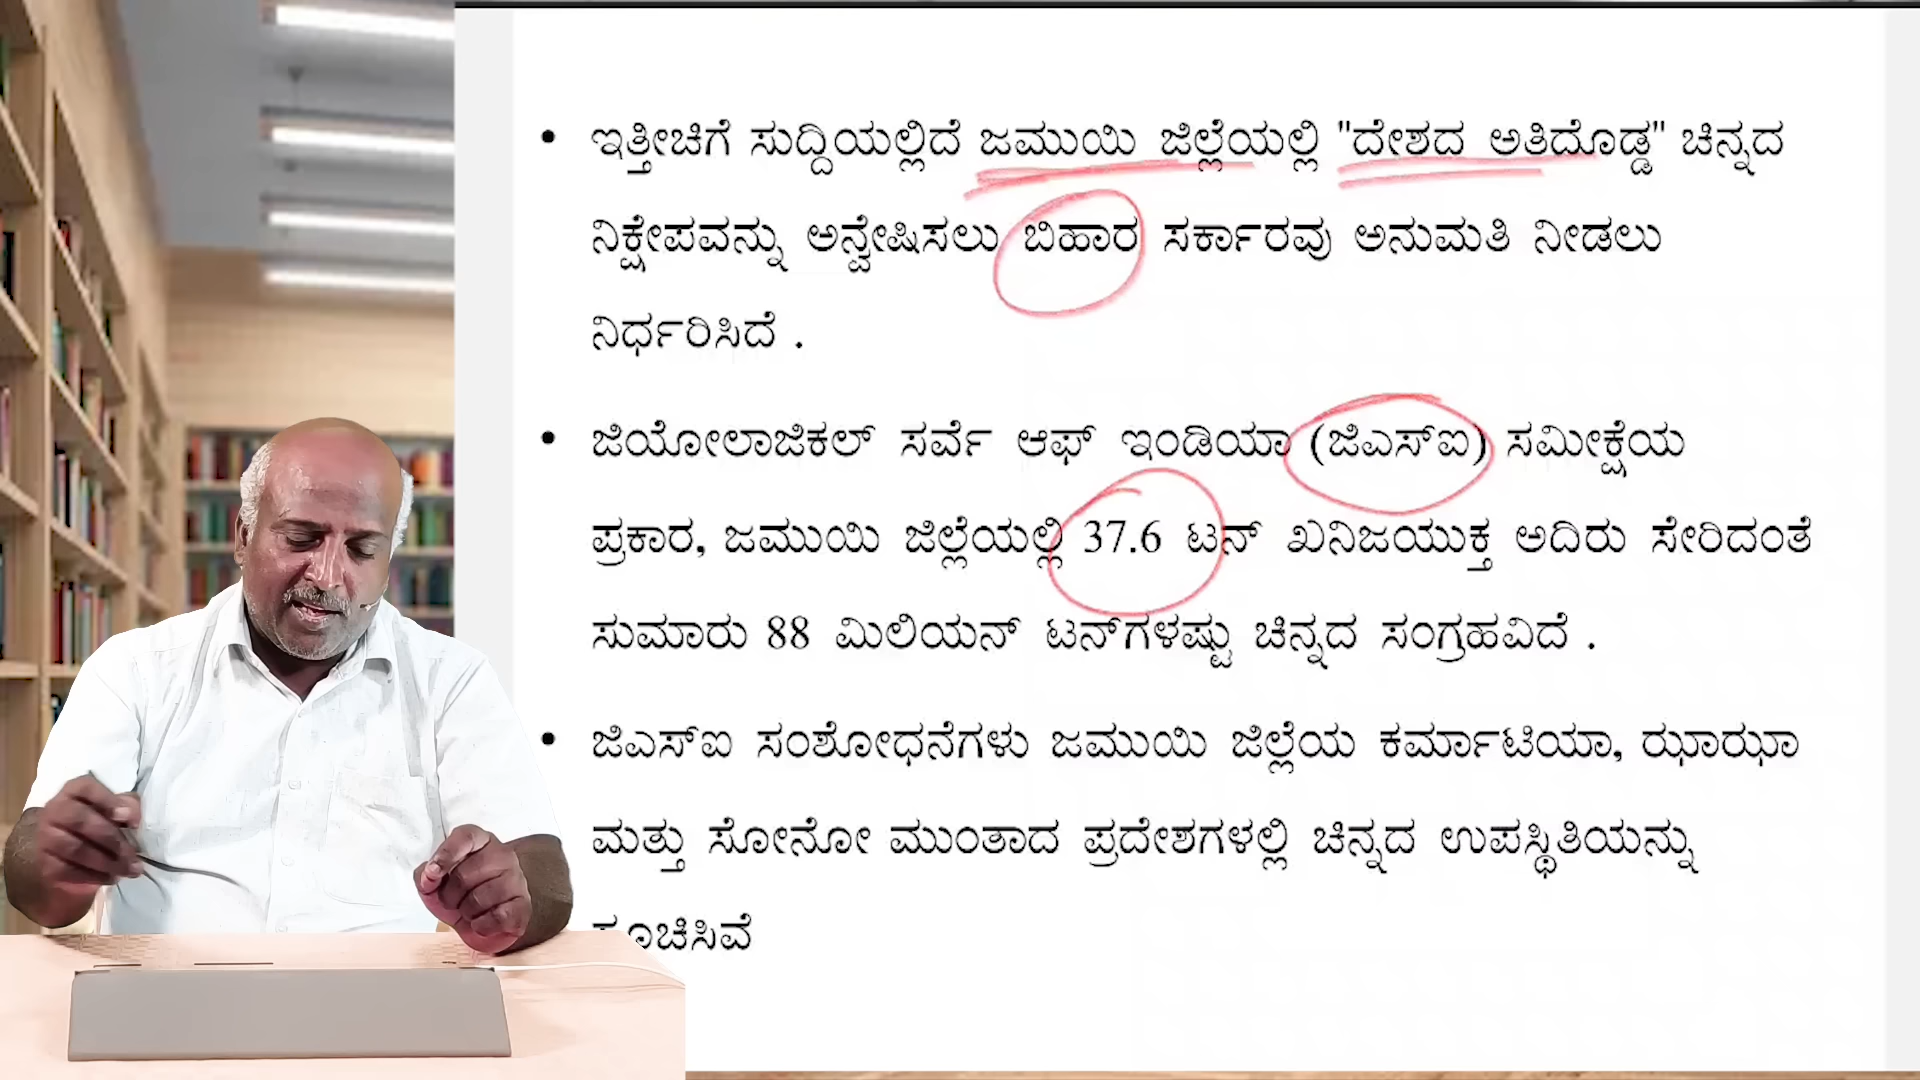 • ಇತ್ತೀಚಿಗೆ ಸುದ್ದಿಯಲ್ಲಿದೆ ಜಮುಯಿ ಜಿಲ್ಲೆಯಲ್ಲಿ "ದೇಶದ ಅತಿದೊಡ್ಡ" ಚಿನ್ನದ
ನಿಕ್ಷೇಪವನ್ನು ಅನ್ವೇಷಿಸಲು ಬಿಹಾರ ಸರ್ಕಾರವು ಅನುಮತಿ ನೀಡಲು
ನಿರ್ಧರಿಸಿದೆ .
• ಜಿಯೋಲಾಜಿಕಲ್ ಸರ್ವೆ ಆಫ್ ಇಂಡಿಯಾ (ಜಿಎಸ್ಐ) ಸಮೀಕ್ಷೆಯ
ಪ್ರಕಾರ, ಜಮುಯಿ ಜಿಲ್ಲೆಯಲ್ಲಿ 37.6 ಟನ್ ಖನಿಜಯುಕ್ತ ಅದಿರು ಸೇರಿದಂತೆ
ಸುಮಾರು 88 ಮಿಲಿಯನ್ ಟನ್‌ಗಳಷ್ಟು ಚಿನ್ನದ ಸಂಗ್ರಹವಿದೆ .
• ಜಿಎಸ್ಐ ಸಂಶೋಧನೆಗಳು ಜಮುಯಿ ಜಿಲ್ಲೆಯ ಕರ್ಮಾಟಿಯಾ, ಝಾಝಾ
ಮತ್ತು ಸೋನೋ ಮುಂತಾದ ಪ್ರದೇಶಗಳಲ್ಲಿ ಚಿನ್ನದ ಉಪಸ್ಥಿತಿಯನ್ನು
ಸೂಚಿಸಿವೆ